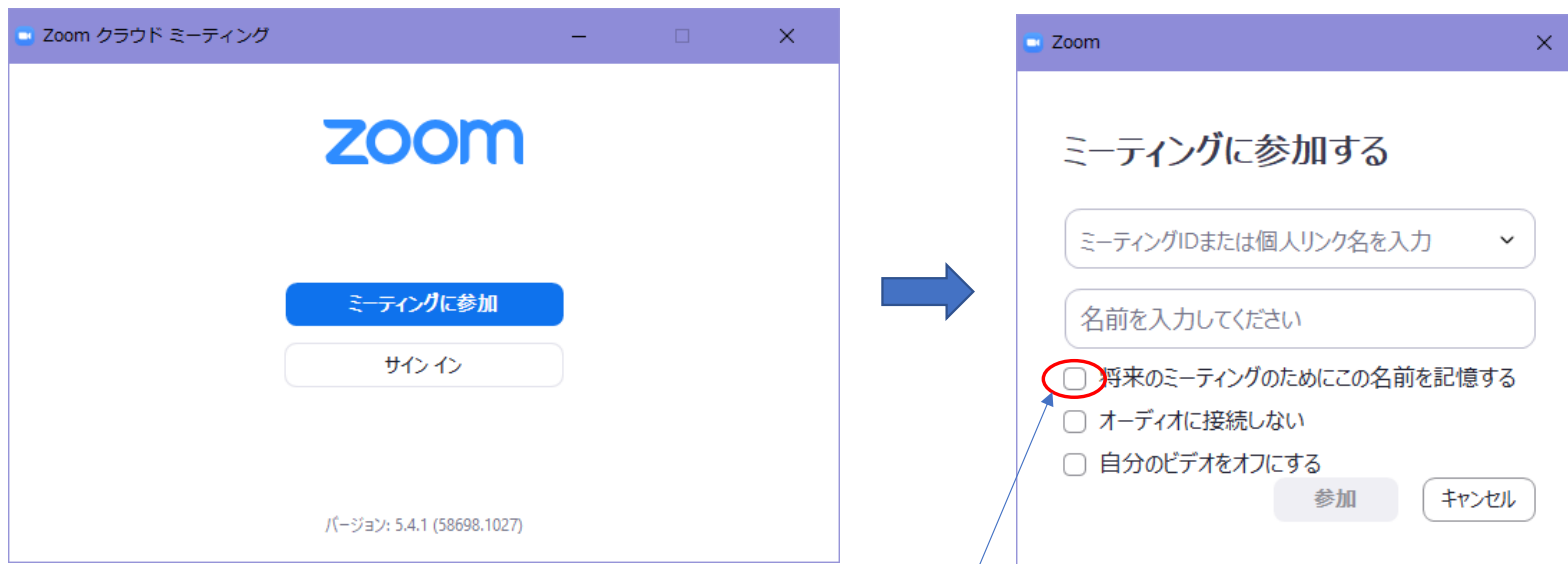 Zoom クラウド ミーティング
zoom
ミーティングに参加
サイン イン
バージョン: 5.4.1 (58698.1027)
Zoom
ミーティングに参加する
ミーティングIDまたは個人リンク名を入力
名前を入力してください
将来のミーティングのためにこの名前を記憶する
オーディオに接続しない
自分のビデオをオフにする
参加
キャンセル